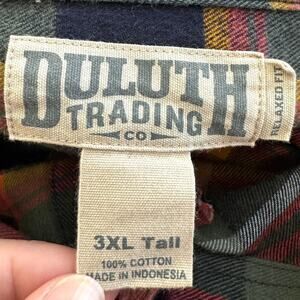 DULUTH
TRADING
CO
RELAXED FIT
3XL Tall
100% COTTON
MADE IN INDONESIA